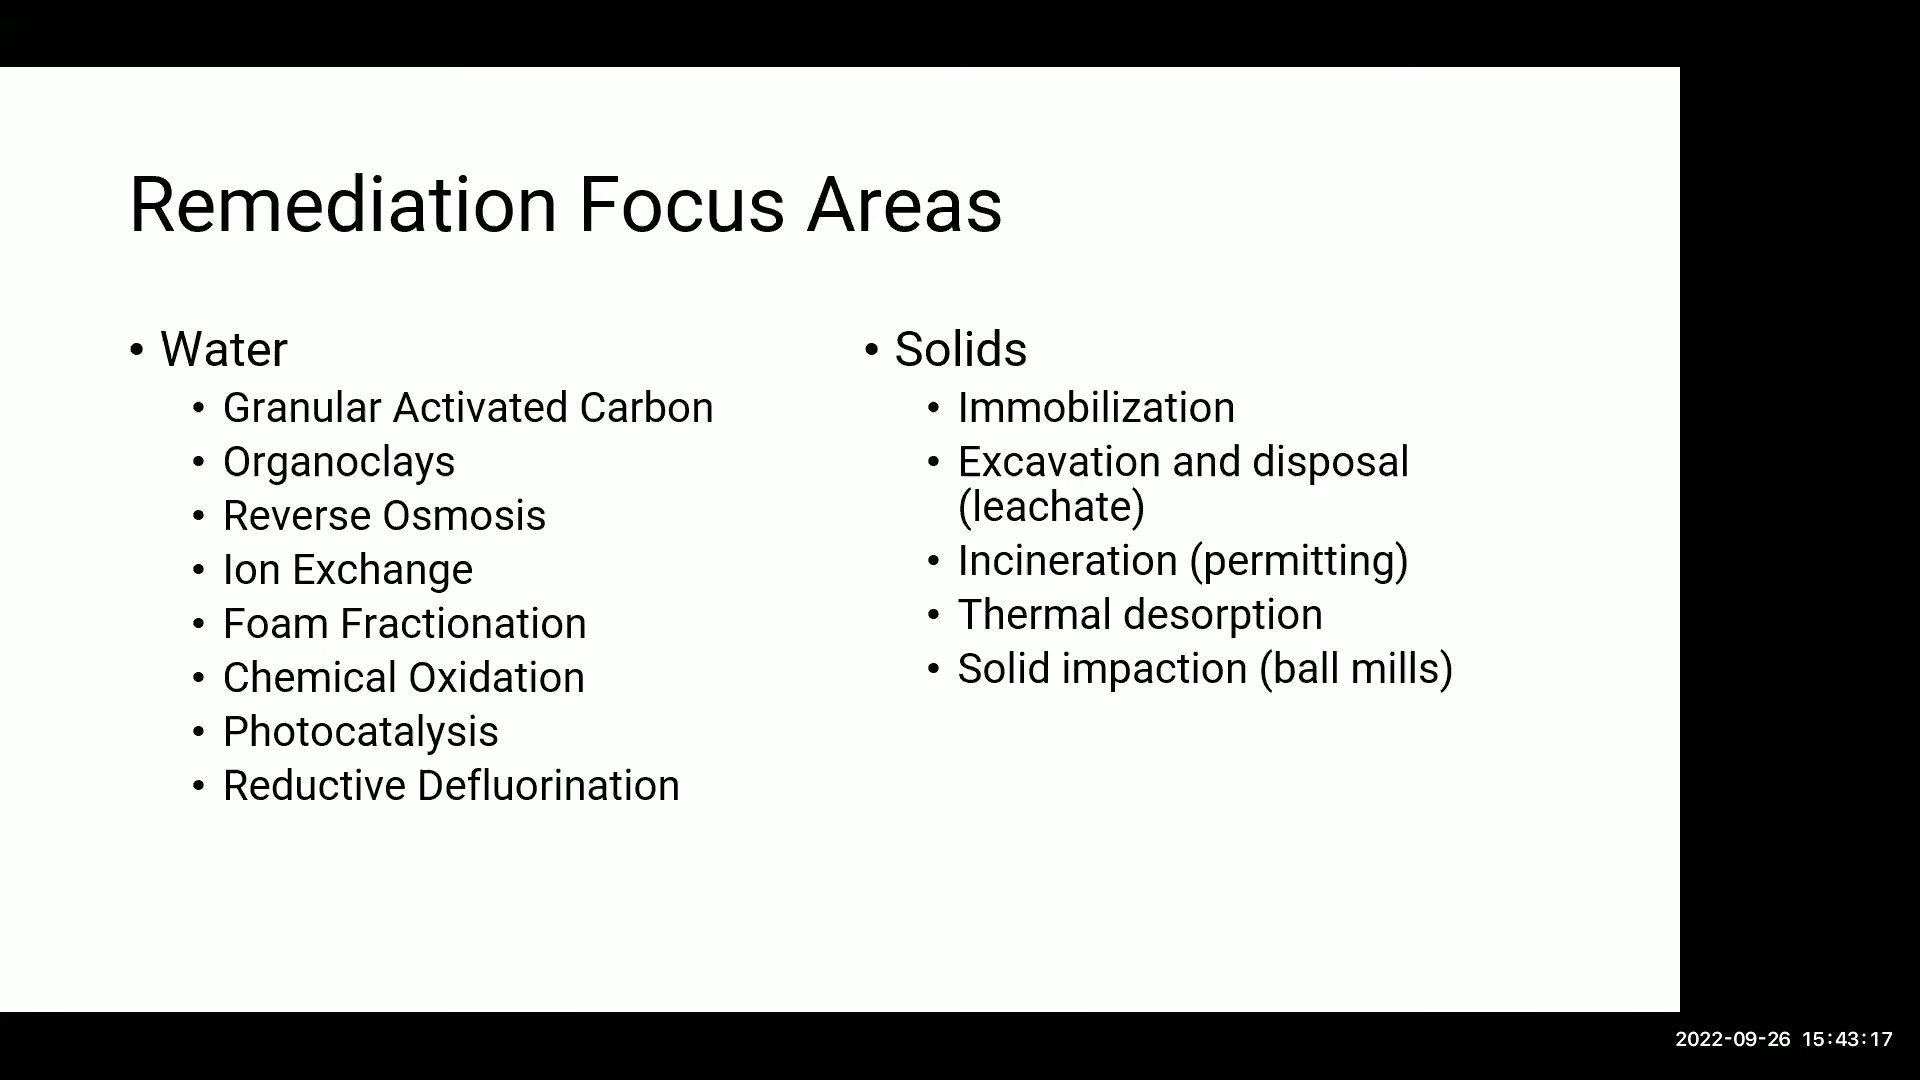 Remediation Focus Areas
• Water
• Granular Activated Carbon
• Organoclays
• Reverse Osmosis
• Ion Exchange
• Foam Fractionation
• Chemical Oxidation
• Photocatalysis
• Reductive Defluorination
• Solids
• Immobilization
• Excavation and disposal
(leachate)
• Incineration (permitting)
• Thermal desorption
• Solid impaction (ball mills)
2022-09-26 15:43:17